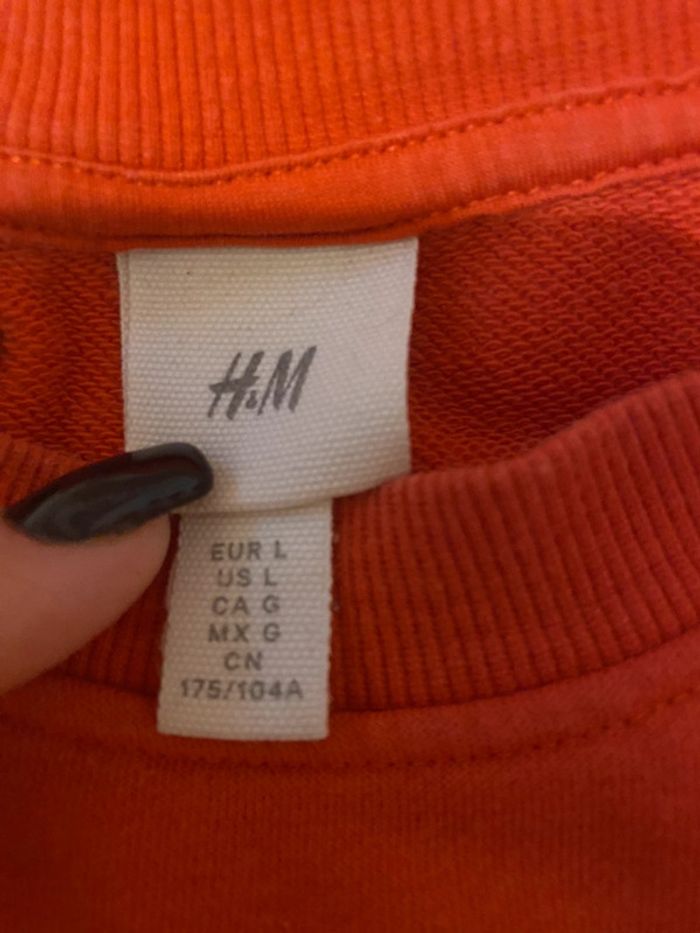 H&M
EUR L
US L
CA G
MX G
CN
175/104A